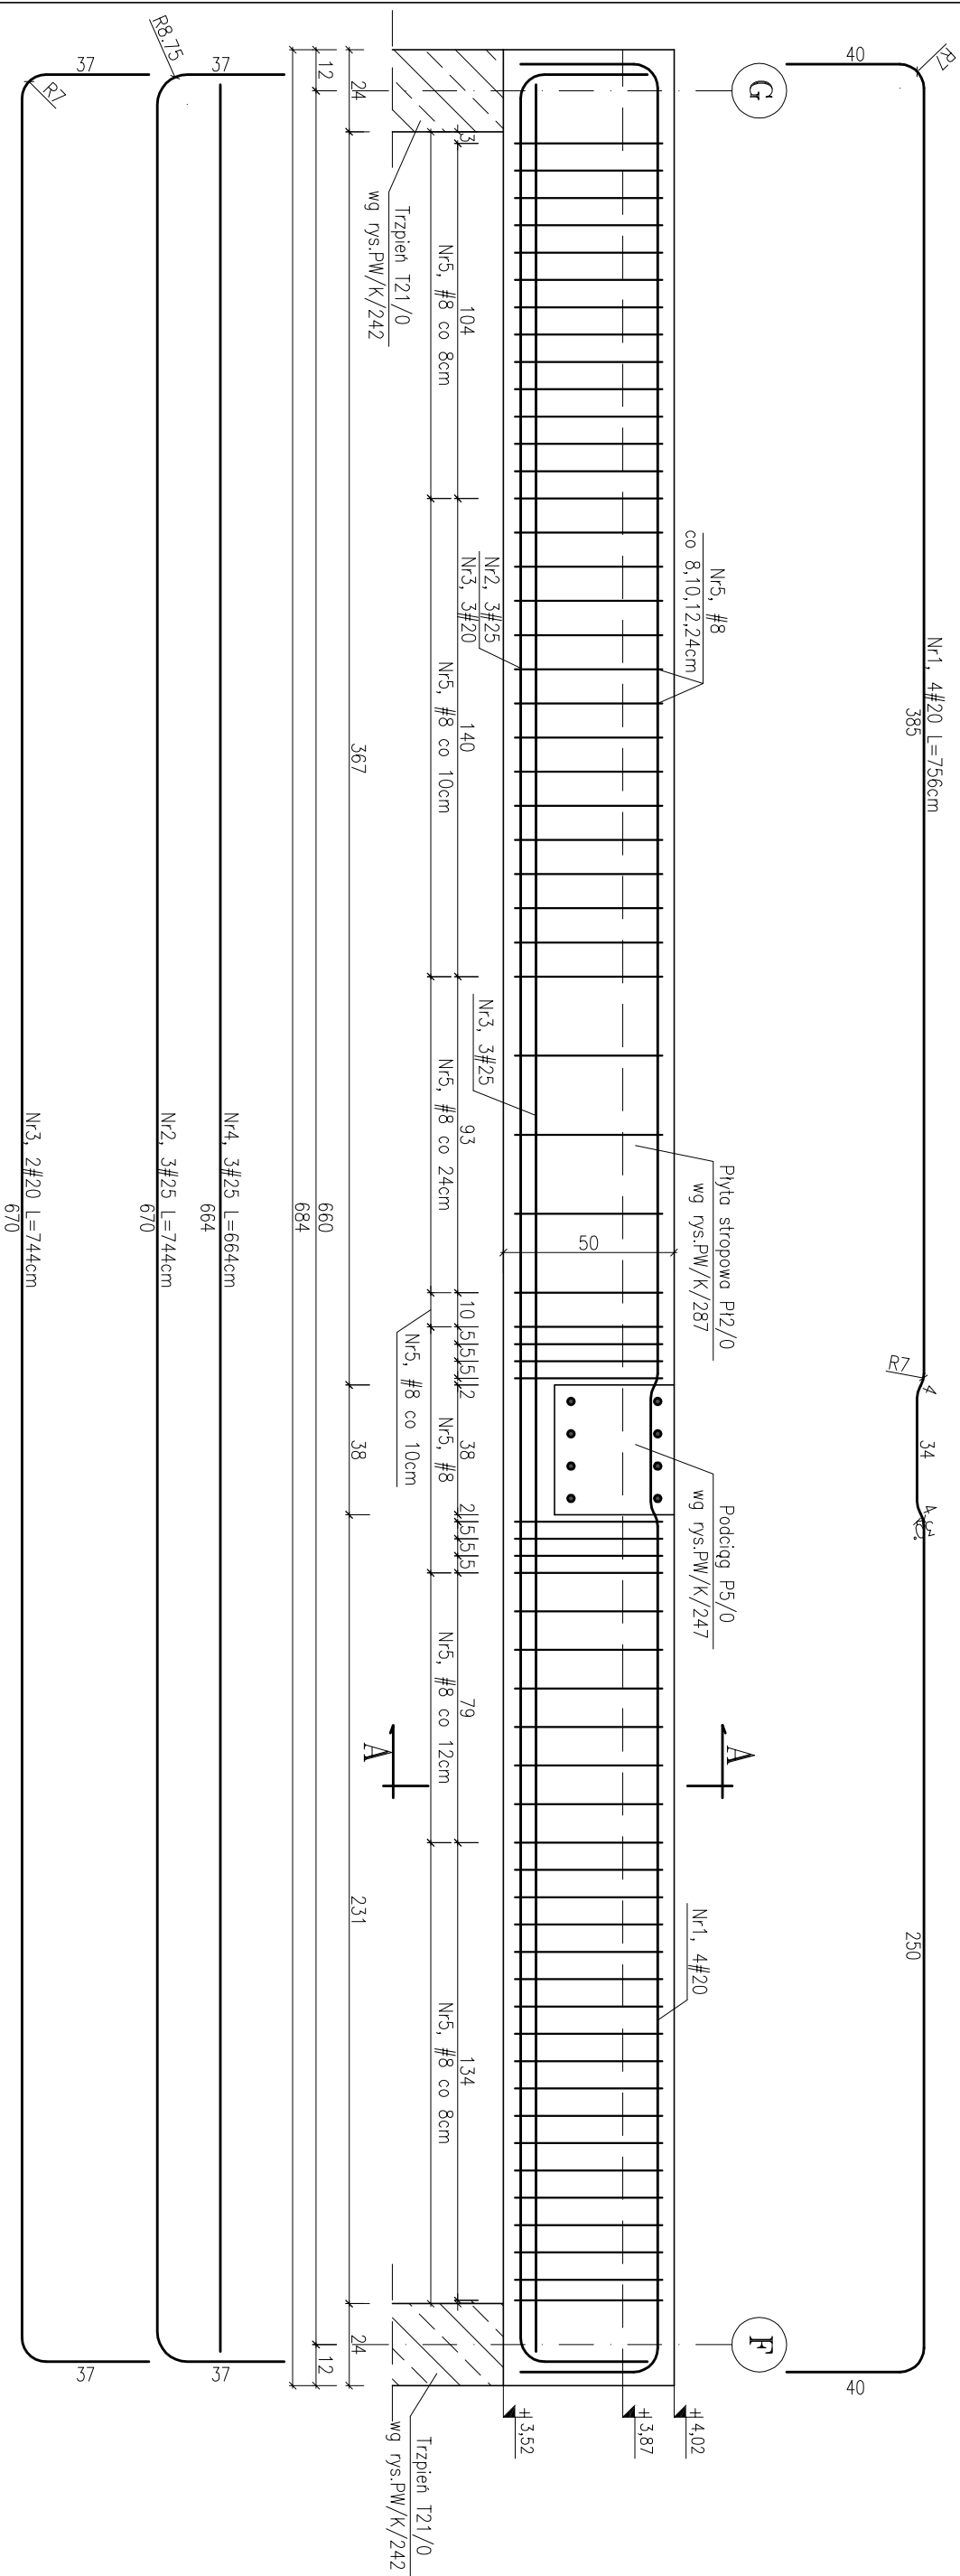 R7
40
Nr1, 4#20 L=756cm
385
R7
4
34
4
250
40
G
F
Nr5, #8
co 8,10,12,24cm
Płyta stropowa Pł2/0
wg rys.PW/K/287
Podciąg P5/0
wg rys.PW/K/247
A
Nr1, 4#20
+4,02
+3,87
+3,52
50
Nr2, 3#25
Nr3, 3#20
Nr3, 3#25
3
104
140
93
10
5
5
5
2
38
2
5
5
5
79
134
Nr5, #8 co 8cm
Nr5, #8 co 10cm
Nr5, #8 co 24cm
Nr5, #8
Nr5, #8 co 12cm
Nr5, #8 co 8cm
Nr5, #8 co 10cm
Trzpień T21/0
wg rys.PW/K/242
A
Trzpień T21/0
wg rys.PW/K/242
24
367
38
231
24
12
660
12
684
37
Nr4, 3#25 L=664cm
664
37
R8.75
Nr2, 3#25 L=744cm
670
37
R7
Nr3, 2#20 L=744cm
670
37